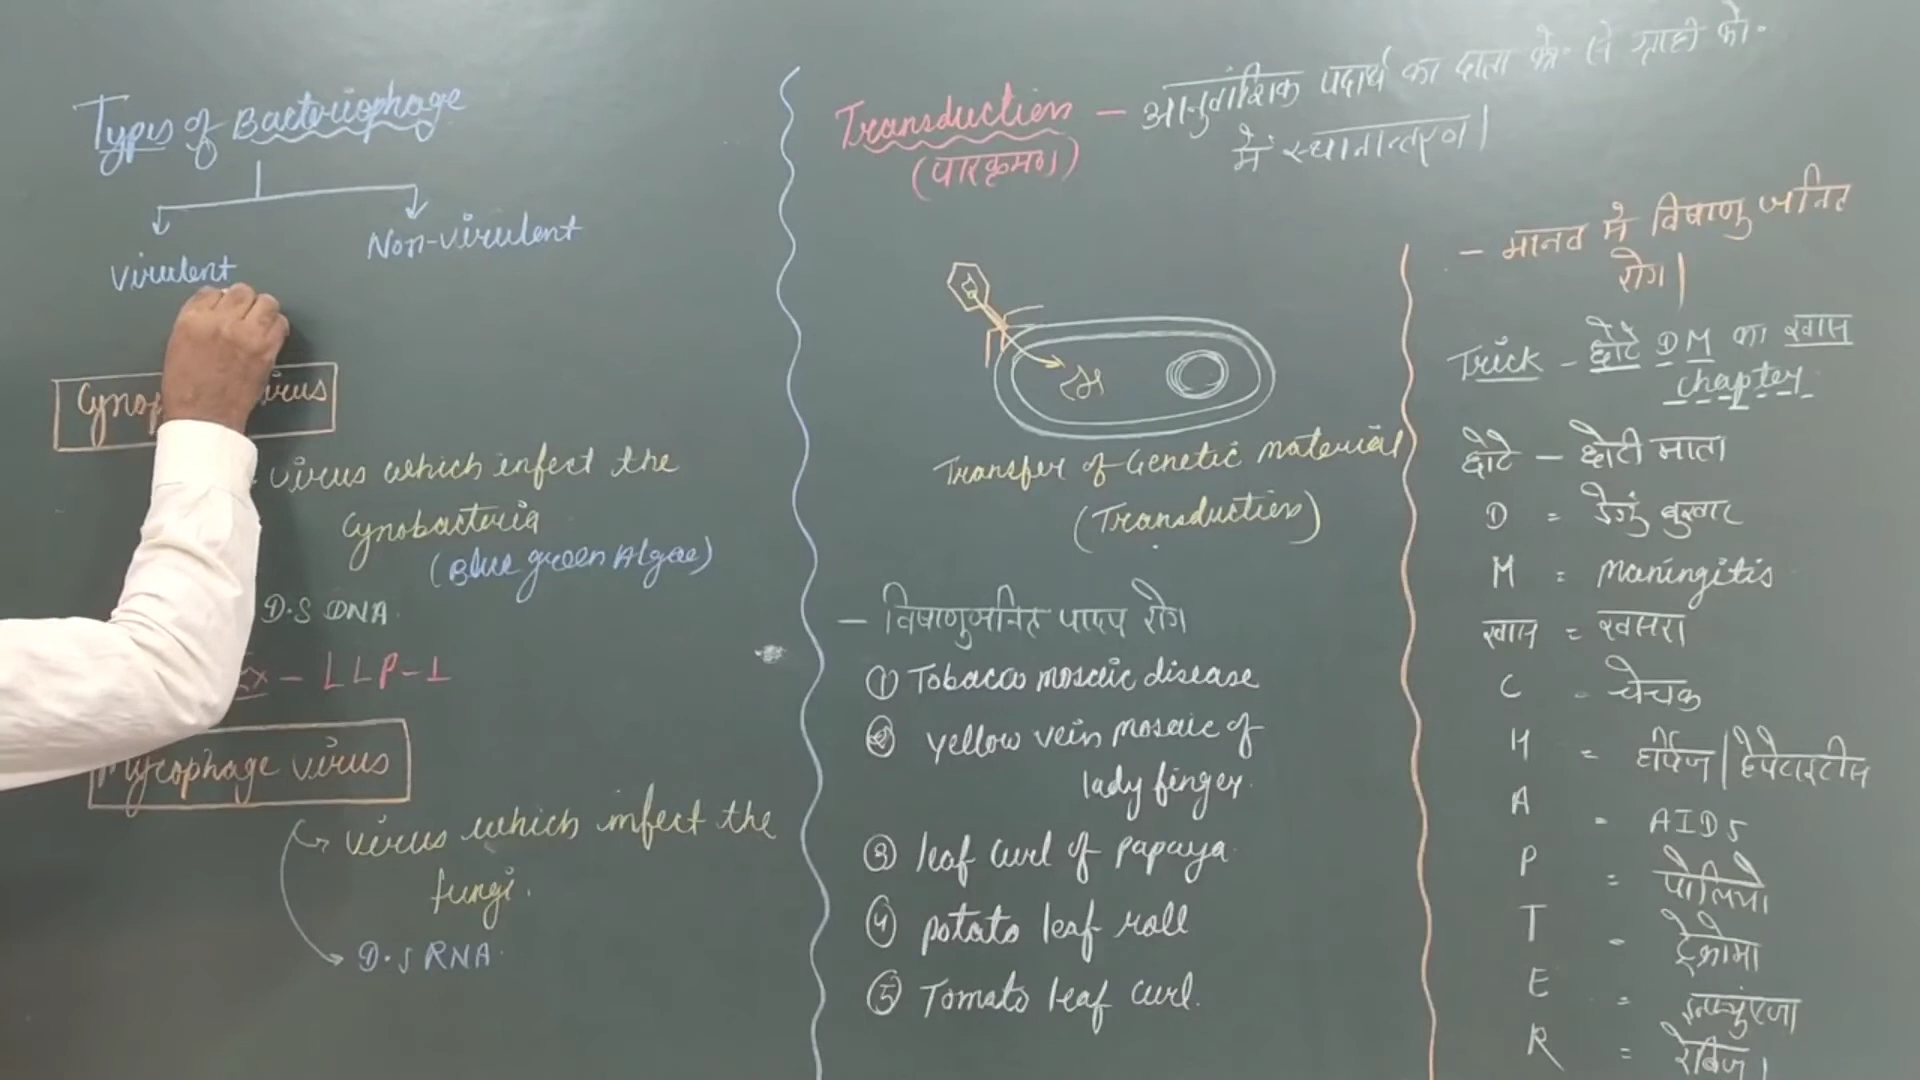 Types of Bacteriophage
Virulent
Non-virulent
virus
virus which infect the
Cynobacteria
(Blue green Algae)
D.S DNA.
Ex - LLP-1
Mycophage virus
virus which infect the
fungi.
D.S RNA.
Transduction - आनुवांशिक पदार्थ का दाता को. से ग्राही को.
(पारक्रमण) में स्थानान्तरण।
Transfer of Genetic material
(Transduction)
- विषाणुजनित पादप रोग
① Tobacco mosaic disease
② yellow vein mosaic of
lady finger.
③ leaf curl of papaya.
④ potato leaf roll
⑤ Tomato leaf curl.
- मानव में विषाणु जनित
रोग।
Trick - छोटे DM का खास
chapter.
छोटे - छोटी माता
D = डेंगुं बुखार
M = Maningitis
खास = खसरा
C - चेचक
H = हर्पिज | हेपेटाइटीस
A = AIDS
P = पोलियो
T -
E =
R = रेबिज।